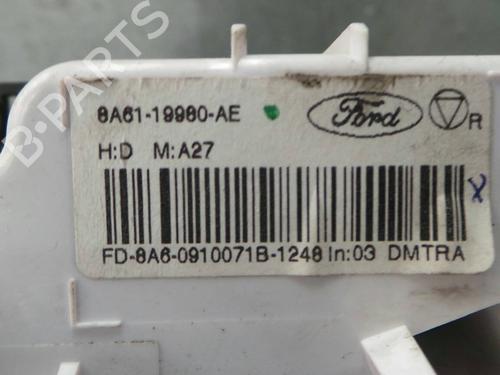 8A61-19980-AE
Ford
R
H:D M:A27
FD-8A6-0910071B-1248 In:03 DMTRA
B-PARTS